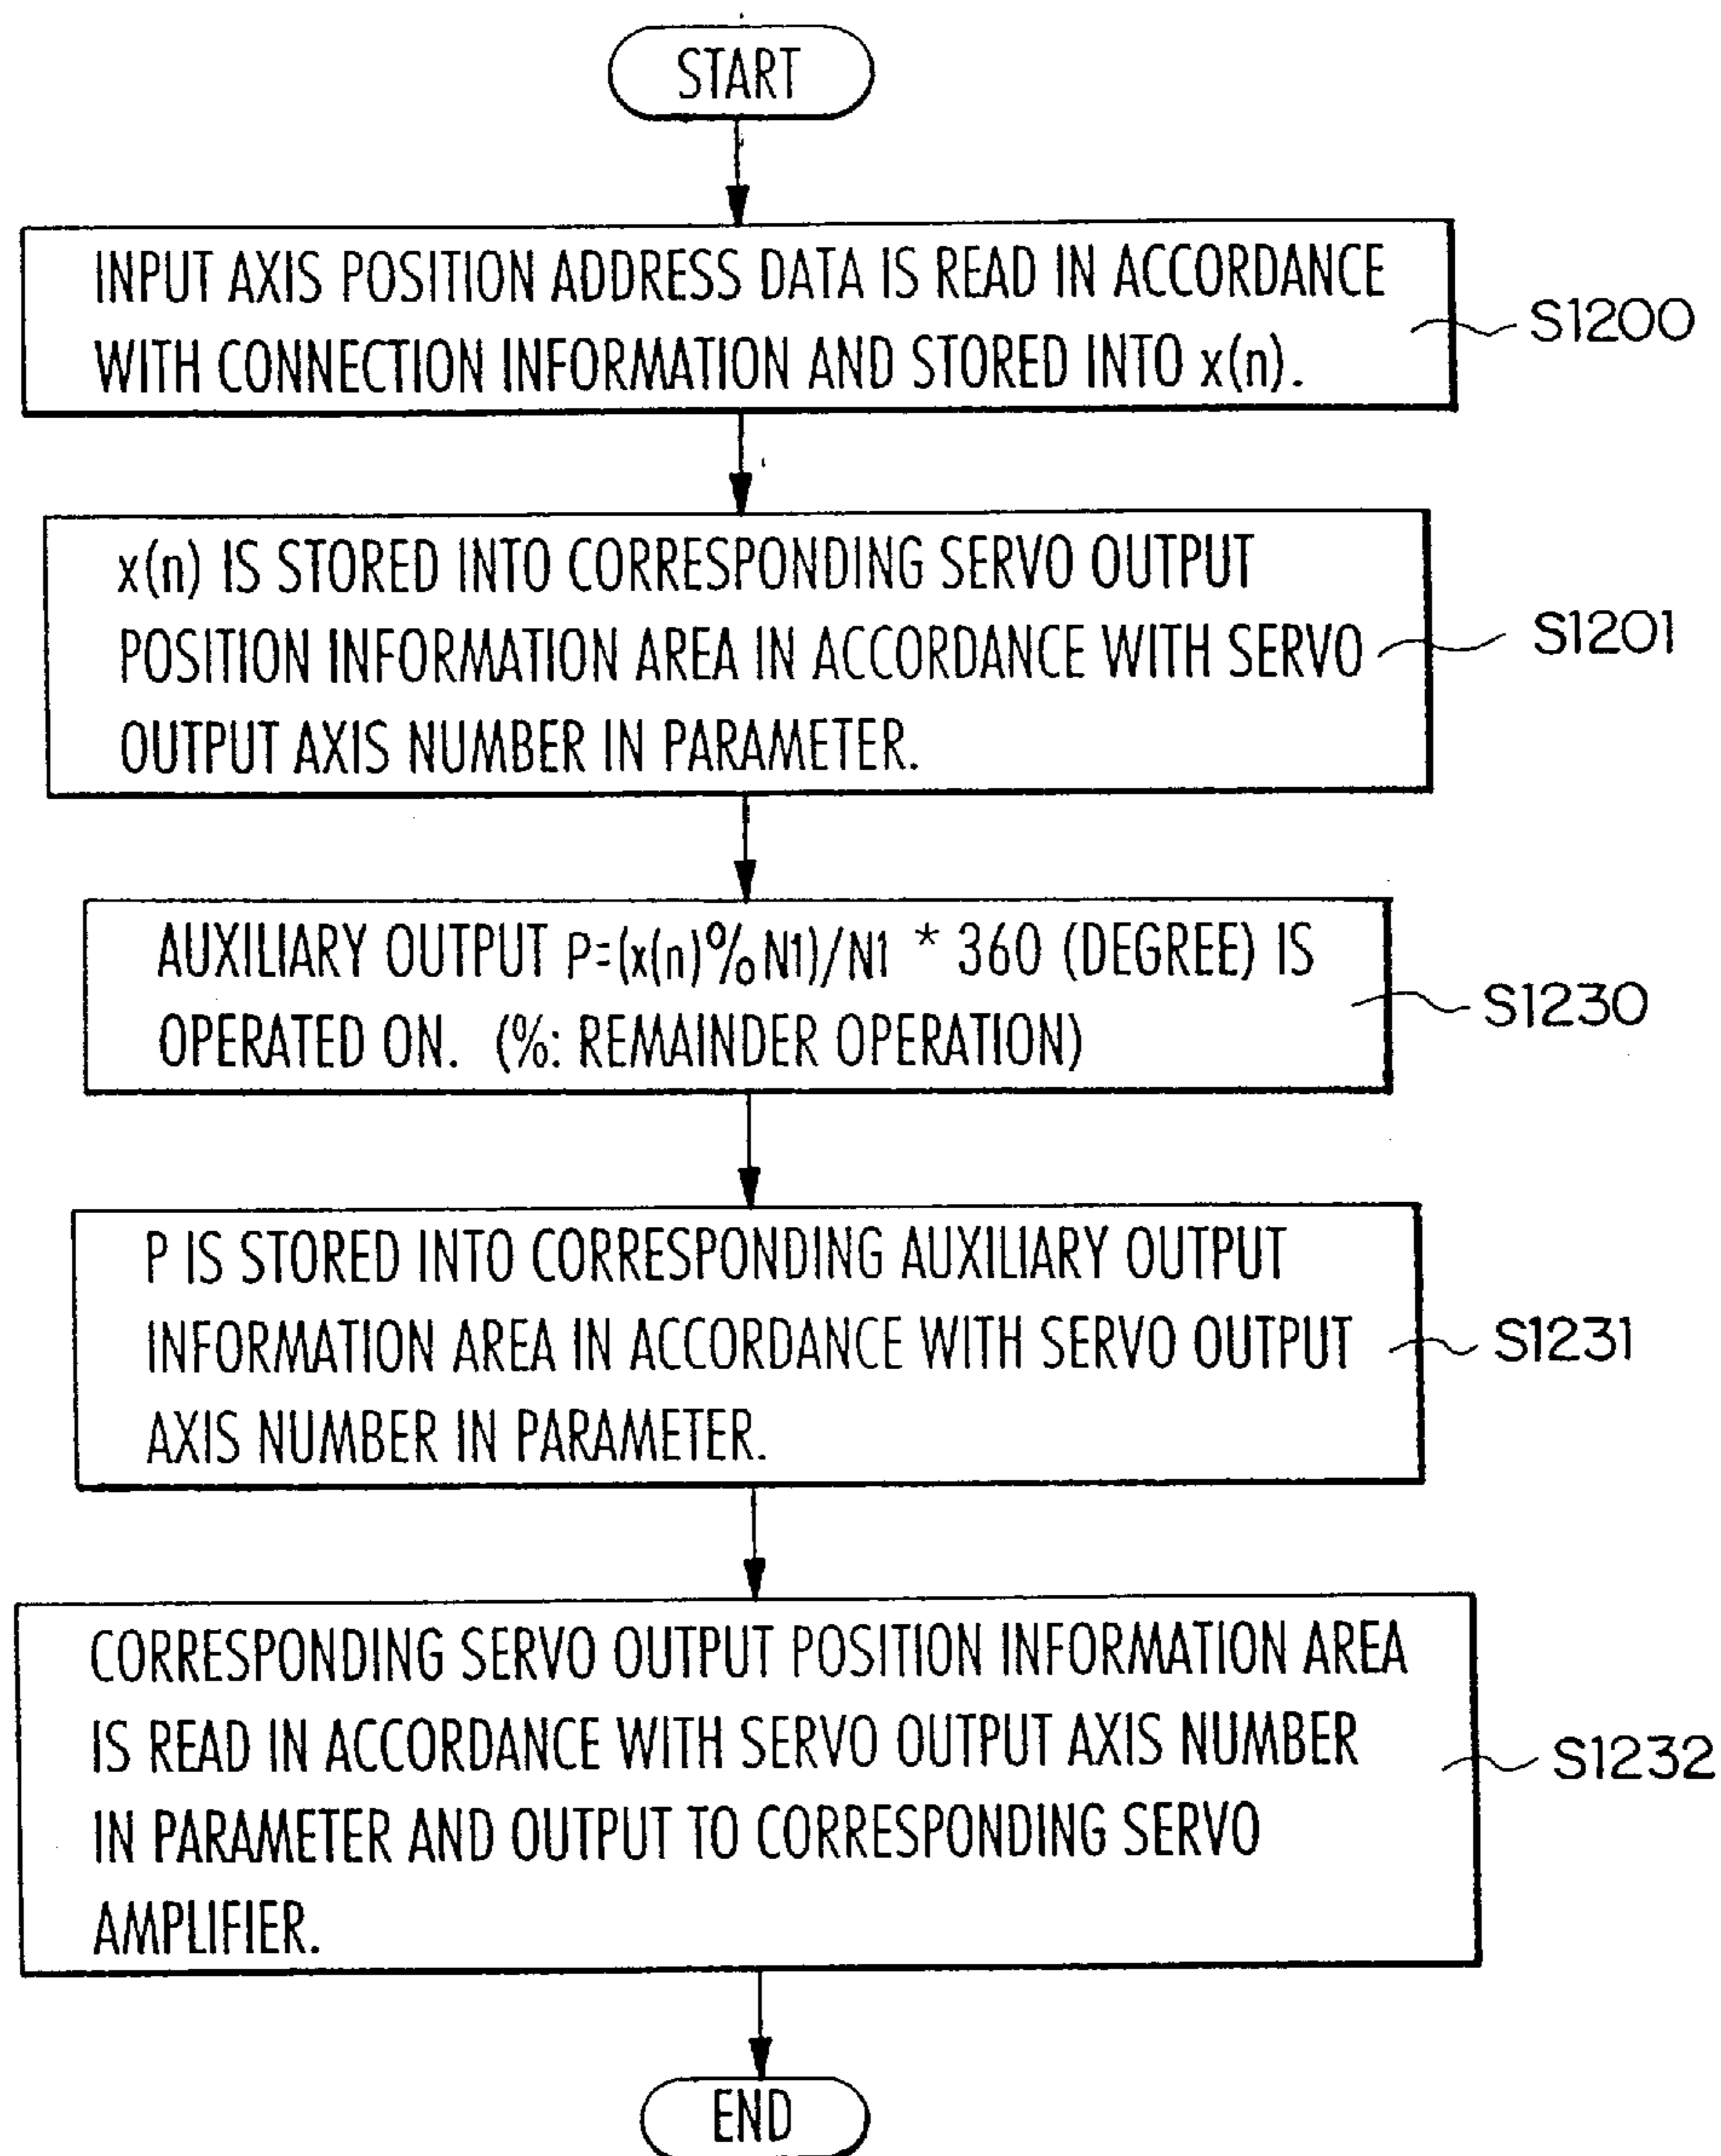 START
INPUT AXIS POSITION ADDRESS DATA IS READ IN ACCORDANCE
WITH CONNECTION INFORMATION AND STORED INTO x(n).
S1200
x(n) IS STORED INTO CORRESPONDING SERVO OUTPUT
POSITION INFORMATION AREA IN ACCORDANCE WITH SERVO
OUTPUT AXIS NUMBER IN PARAMETER.
S1201
AUXILIARY OUTPUT P=(x(n)%N1)/N1 * 360 (DEGREE) IS
OPERATED ON. (%: REMAINDER OPERATION)
S1230
P IS STORED INTO CORRESPONDING AUXILIARY OUTPUT
INFORMATION AREA IN ACCORDANCE WITH SERVO OUTPUT
AXIS NUMBER IN PARAMETER.
S1231
CORRESPONDING SERVO OUTPUT POSITION INFORMATION AREA
IS READ IN ACCORDANCE WITH SERVO OUTPUT AXIS NUMBER
IN PARAMETER AND OUTPUT TO CORRESPONDING SERVO
AMPLIFIER.
S1232
END